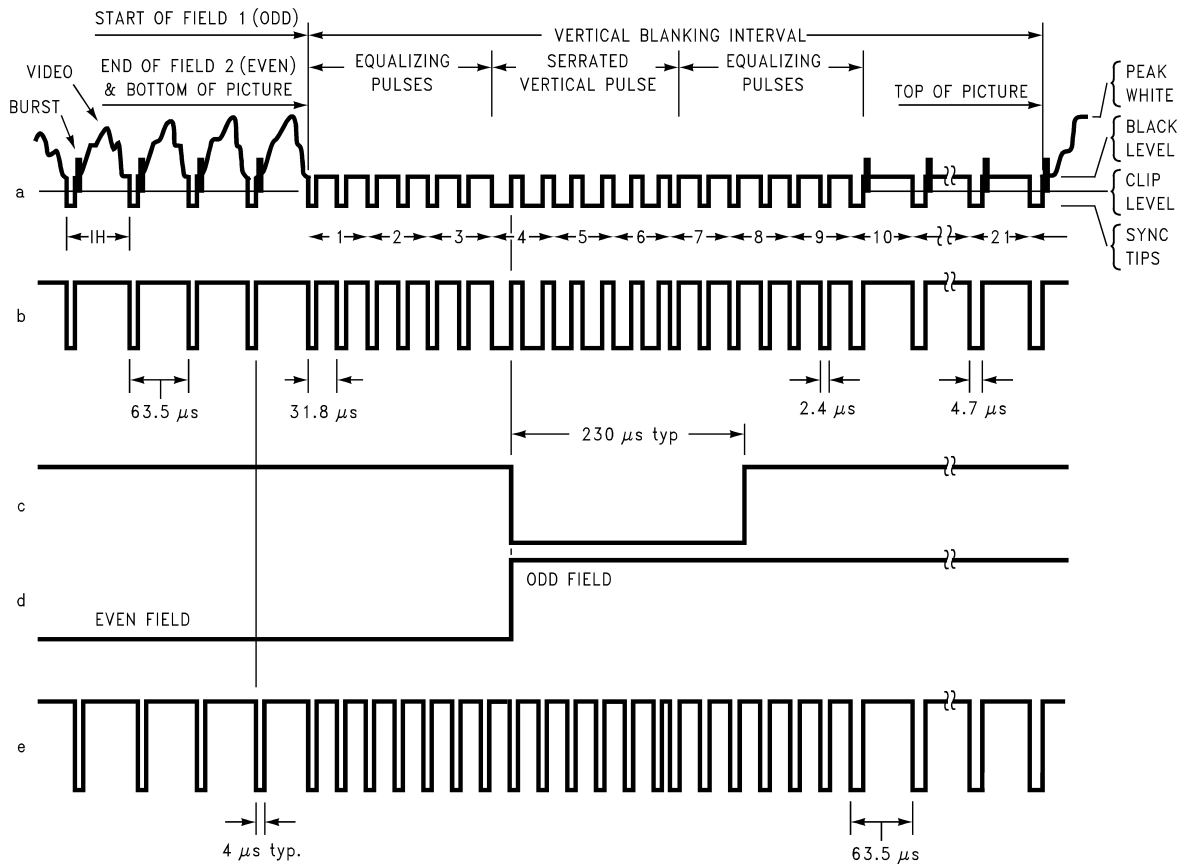 START OF FIELD 1 (ODD)
VERTICAL BLANKING INTERVAL
END OF FIELD 2 (EVEN)
& BOTTOM OF PICTURE
EQUALIZING
PULSES
SERRATED
VERTICAL PULSE
EQUALIZING
PULSES
TOP OF PICTURE
VIDEO
BURST
PEAK
WHITE
BLACK
LEVEL
CLIP
LEVEL
SYNC
TIPS
a
IH
1 2 3 4 5 6 7 8 9 10 21
b
63.5 μs
31.8 μs
2.4 μs
4.7 μs
230 μs typ
c
ODD FIELD
d
EVEN FIELD
e
4 μs typ.
63.5 μs